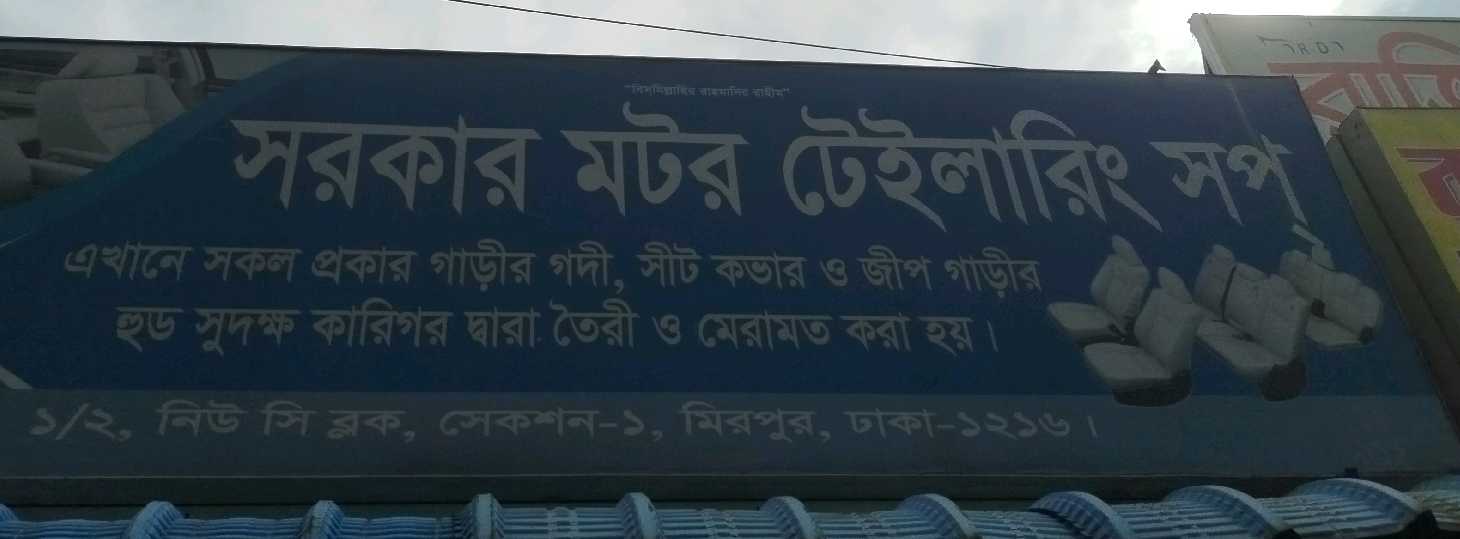 "বিসমিল্লাহির রাহমানির রাহীম"
সরকার মটর টেইলারিং সপ্
এখানে সকল প্রকার গাড়ীর গদী, সীট কভার ও জীপ গাড়ীর
হুড সুদক্ষ কারিগর দ্বারা তৈরী ও মেরামত করা হয়।
১/২, নিউ সি ব্লক, সেকশন-১, মিরপুর, ঢাকা-১২১৬।